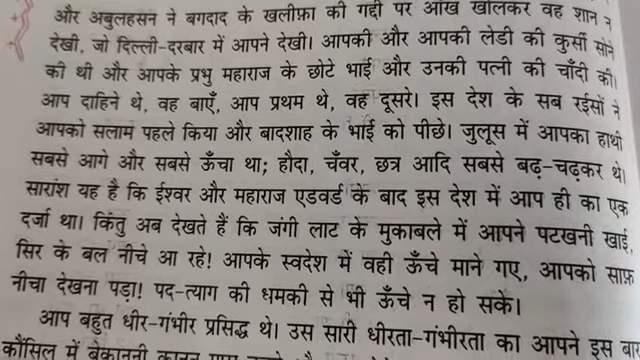 और अबुलहसन ने बगदाद के खलीफ़ा की गद्दी पर आँख खोलकर वह शान न
देखी, जो दिल्ली-दरबार में आपने देखी। आपकी और आपकी लेडी की कुर्सी सोने
की थी और आपके प्रभु महाराज के छोटे भाई और उनकी पत्नी की चाँदी की।
आप दाहिने थे, वह बाएँ, आप प्रथम थे, वह दूसरे। इस देश के सब रईसों ने
आपको सलाम पहले किया और बादशाह के भाई को पीछे। जुलूस में आपका हाथी
सबसे आगे और सबसे ऊँचा था; हौदा, चँवर, छत्र आदि सबसे बढ़-चढ़कर थे।
सारांश यह है कि ईश्वर और महाराज एडवर्ड के बाद इस देश में आप ही का एक
दर्जा था। किंतु अब देखते हैं कि जंगी लाट के मुकाबले में आपने पटखनी खाई,
सिर के बल नीचे आ रहे! आपके स्वदेश में वही ऊँचे माने गए, आपको साफ़
नीचा देखना पड़ा! पद-त्याग की धमकी से भी ऊँचे न हो सके।
आप बहुत धीर-गंभीर प्रसिद्ध थे। उस सारी धीरता-गंभीरता का आपने इस बार
कौंसिल में बेकानूनी कानून पास